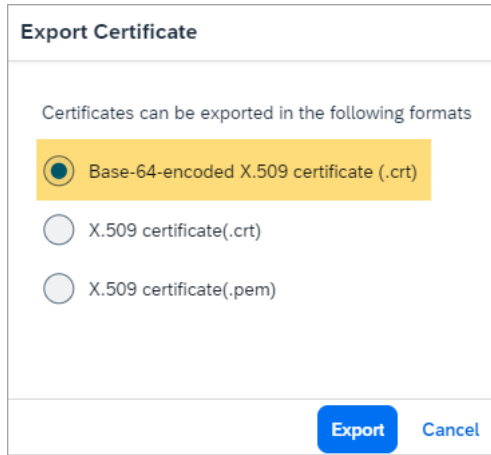 Export Certificate
Certificates can be exported in the following formats
Base-64-encoded X.509 certificate (.crt)
X.509 certificate(.crt)
X.509 certificate(.pem)
Export Cancel